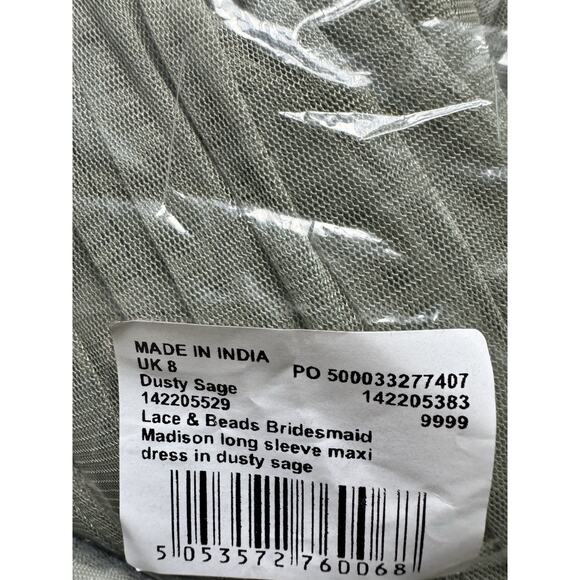 MADE IN INDIA
UK 8 PO 500033277407
Dusty Sage 142205383
142205529 9999
Lace & Beads Bridesmaid
Madison long sleeve maxi
dress in dusty sage
5 053572 760068